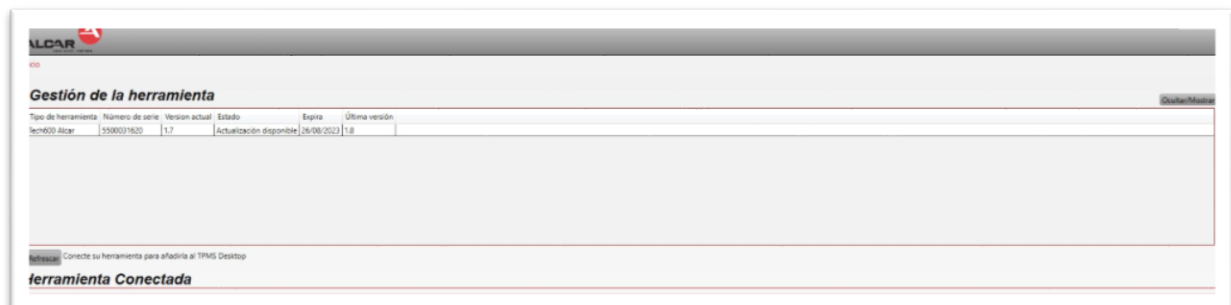 ALCAR
icio
Gestión de la herramienta
Ocultar/Mostrar
Tipo de herramienta Número de serie Version actual Estado Expira Última versión
Tech600 Alcar 5500031620 1.7 Actualización disponible 26/08/2023 1.8
Refrescar Conecte su herramienta para añadirla al TPMS Desktop
Herramienta Conectada